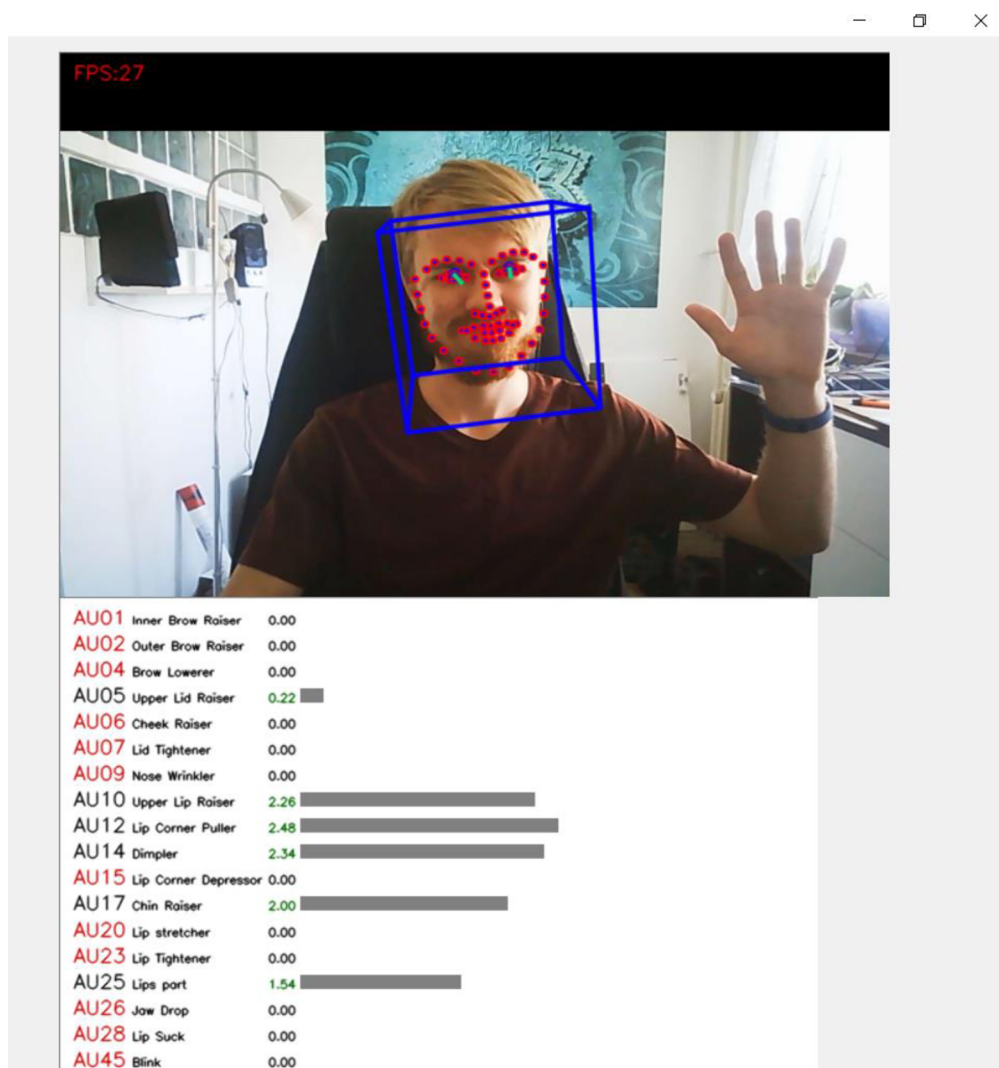 FPS:27
AU01 Inner Brow Raiser 0.00
AU02 Outer Brow Raiser 0.00
AU04 Brow Lowerer 0.00
AU05 Upper Lid Raiser 0.22
AU06 Cheek Raiser 0.00
AU07 Lid Tightener 0.00
AU09 Nose Wrinkler 0.00
AU10 Upper Lip Raiser 2.26
AU12 Lip Corner Puller 2.48
AU14 Dimpler 2.34
AU15 Lip Corner Depressor 0.00
AU17 Chin Raiser 2.00
AU20 Lip stretcher 0.00
AU23 Lip Tightener 0.00
AU25 Lips part 1.54
AU26 Jaw Drop 0.00
AU28 Lip Suck 0.00
AU45 Blink 0.00